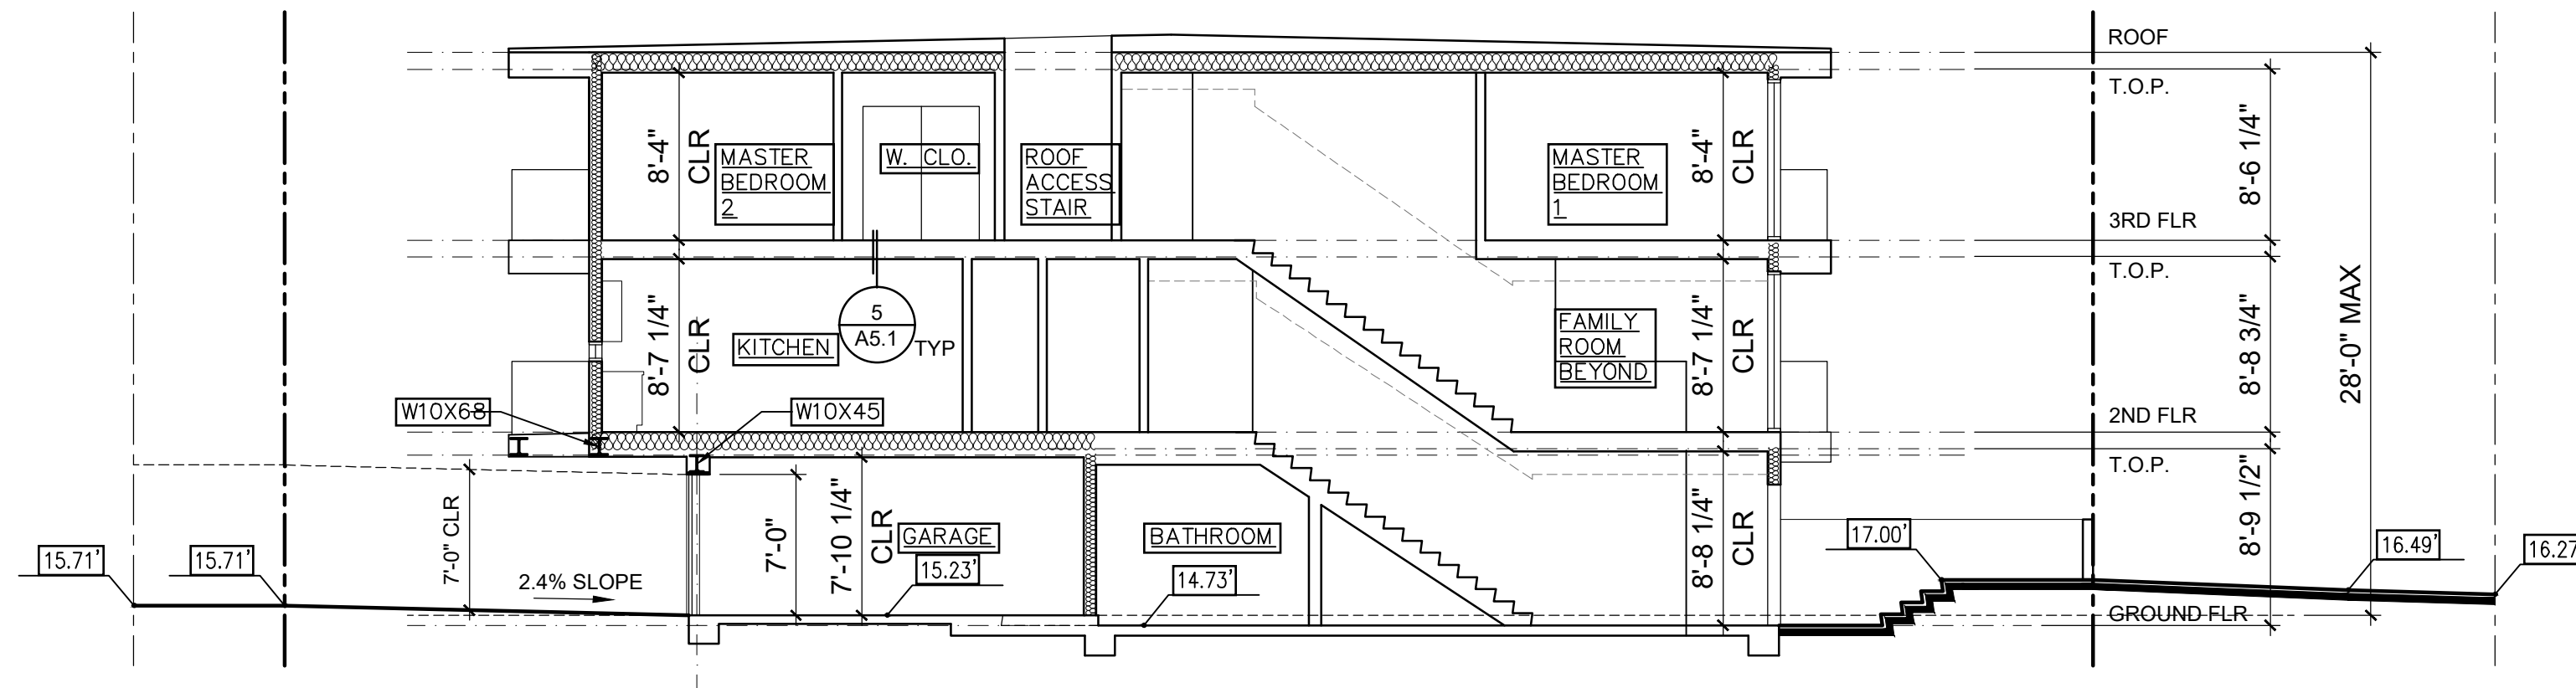 ROOF
T.O.P.
8'-6 1/4"
3RD FLR
T.O.P.
28'-0" MAX
8'-8 3/4"
2ND FLR
T.O.P.
8'-9 1/2"
GROUND FLR
8'-4"
CLR
MASTER
BEDROOM
2
W. CLO.
ROOF
ACCESS
STAIR
MASTER
BEDROOM
1
8'-4"
CLR
8'-7 1/4"
CLR
KITCHEN
5
A5.1
TYP
FAMILY
ROOM
BEYOND
8'-7 1/4"
CLR
W10X68
W10X45
7'-0" CLR
7'-0"
7'-10 1/4"
CLR
GARAGE
15.23'
BATHROOM
14.73'
8'-8 1/4"
CLR
15.71'
15.71'
2.4% SLOPE
17.00'
16.49'
16.27